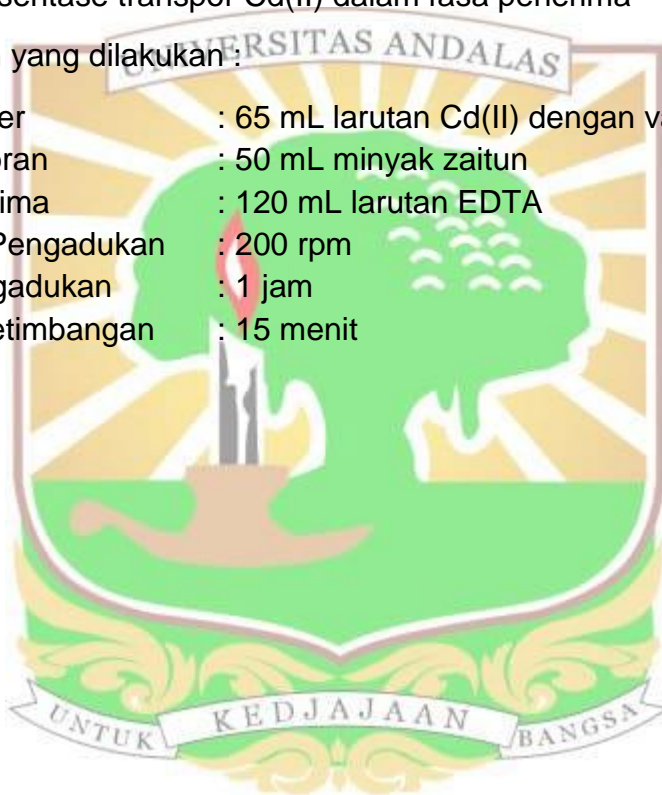 sentase transpor Cd(II) dalam fasa penerima
yang dilakukan :
UNIVERSITAS ANDALAS
er : 65 mL larutan Cd(II) dengan va
oran : 50 mL minyak zaitun
ima : 120 mL larutan EDTA
Pengadukan : 200 rpm
gadukan : 1 jam
etimbangan : 15 menit
UNTUK KEDJAJAAN BANGSA